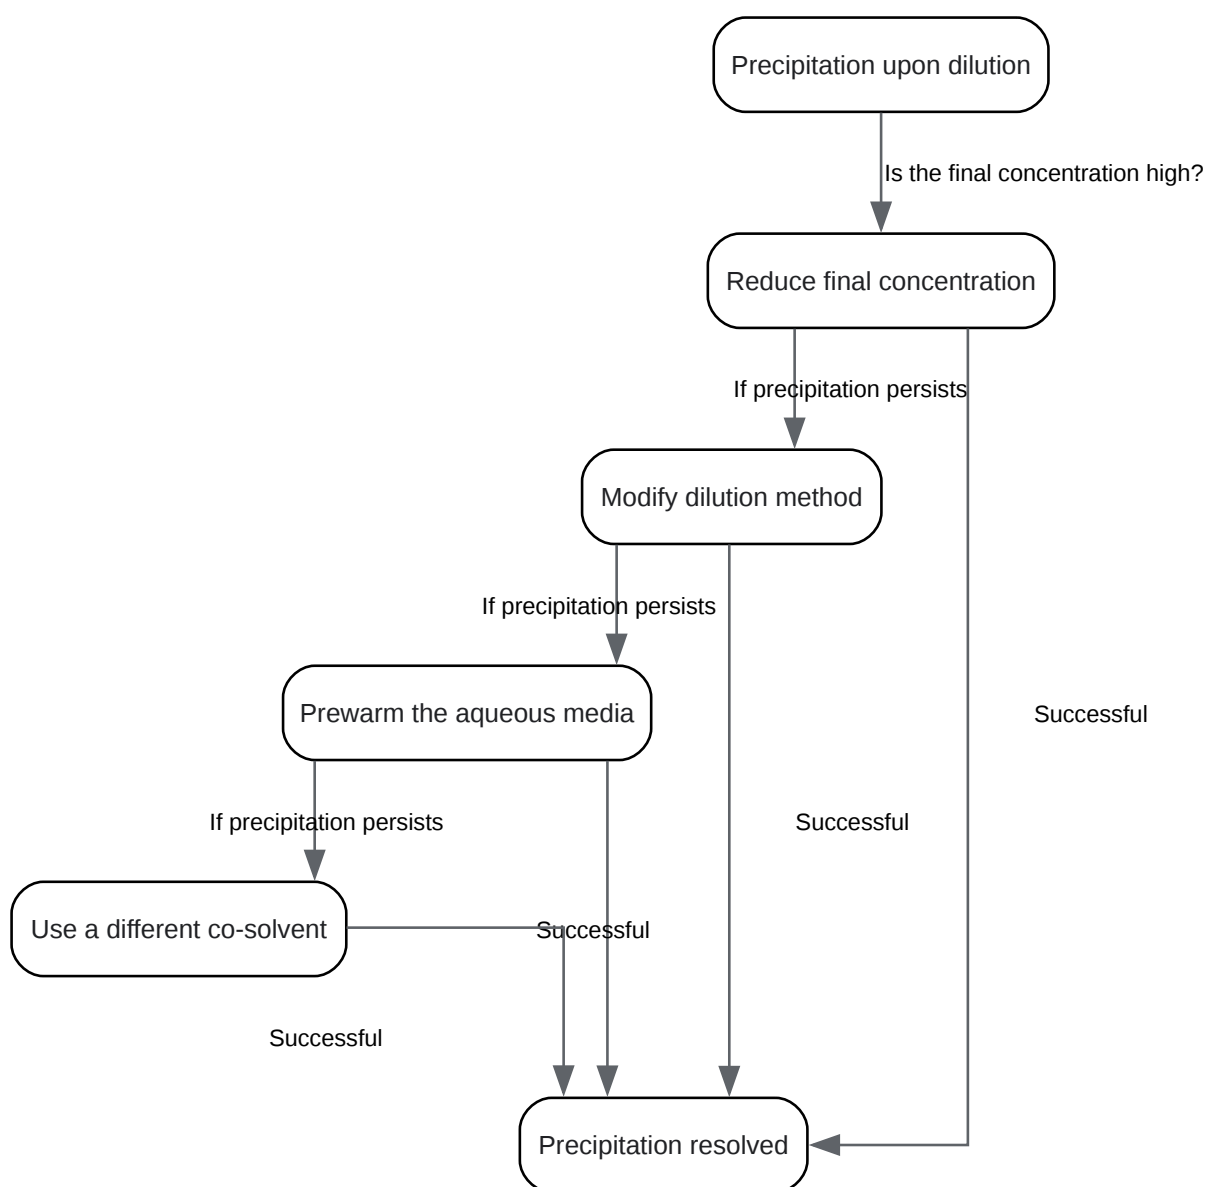 Precipitation upon dilution
Is the final concentration high?
Reduce final concentration
If precipitation persists
Modify dilution method
If precipitation persists
Prewarm the aqueous media
Successful
If precipitation persists
Successful
Use a different co-solvent
Successful
Successful
Precipitation resolved